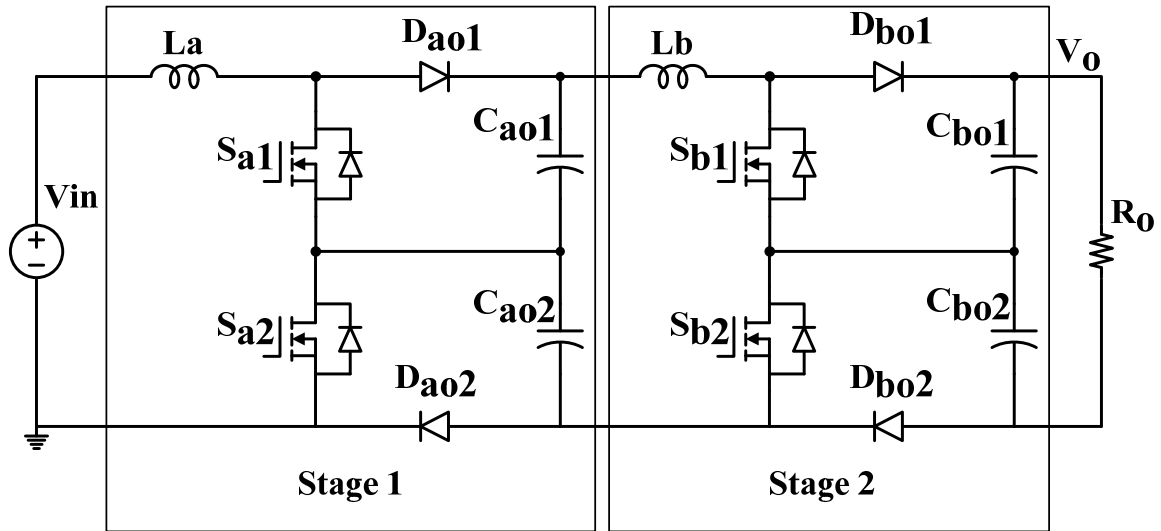 La
Dao1
Lb
Dbo1
Vo
Sa1
Cao1
Sb1
Cbo1
Vin
+
−
Ro
Sa2
Cao2
Sb2
Cbo2
Dao2
Dbo2
Stage 1
Stage 2